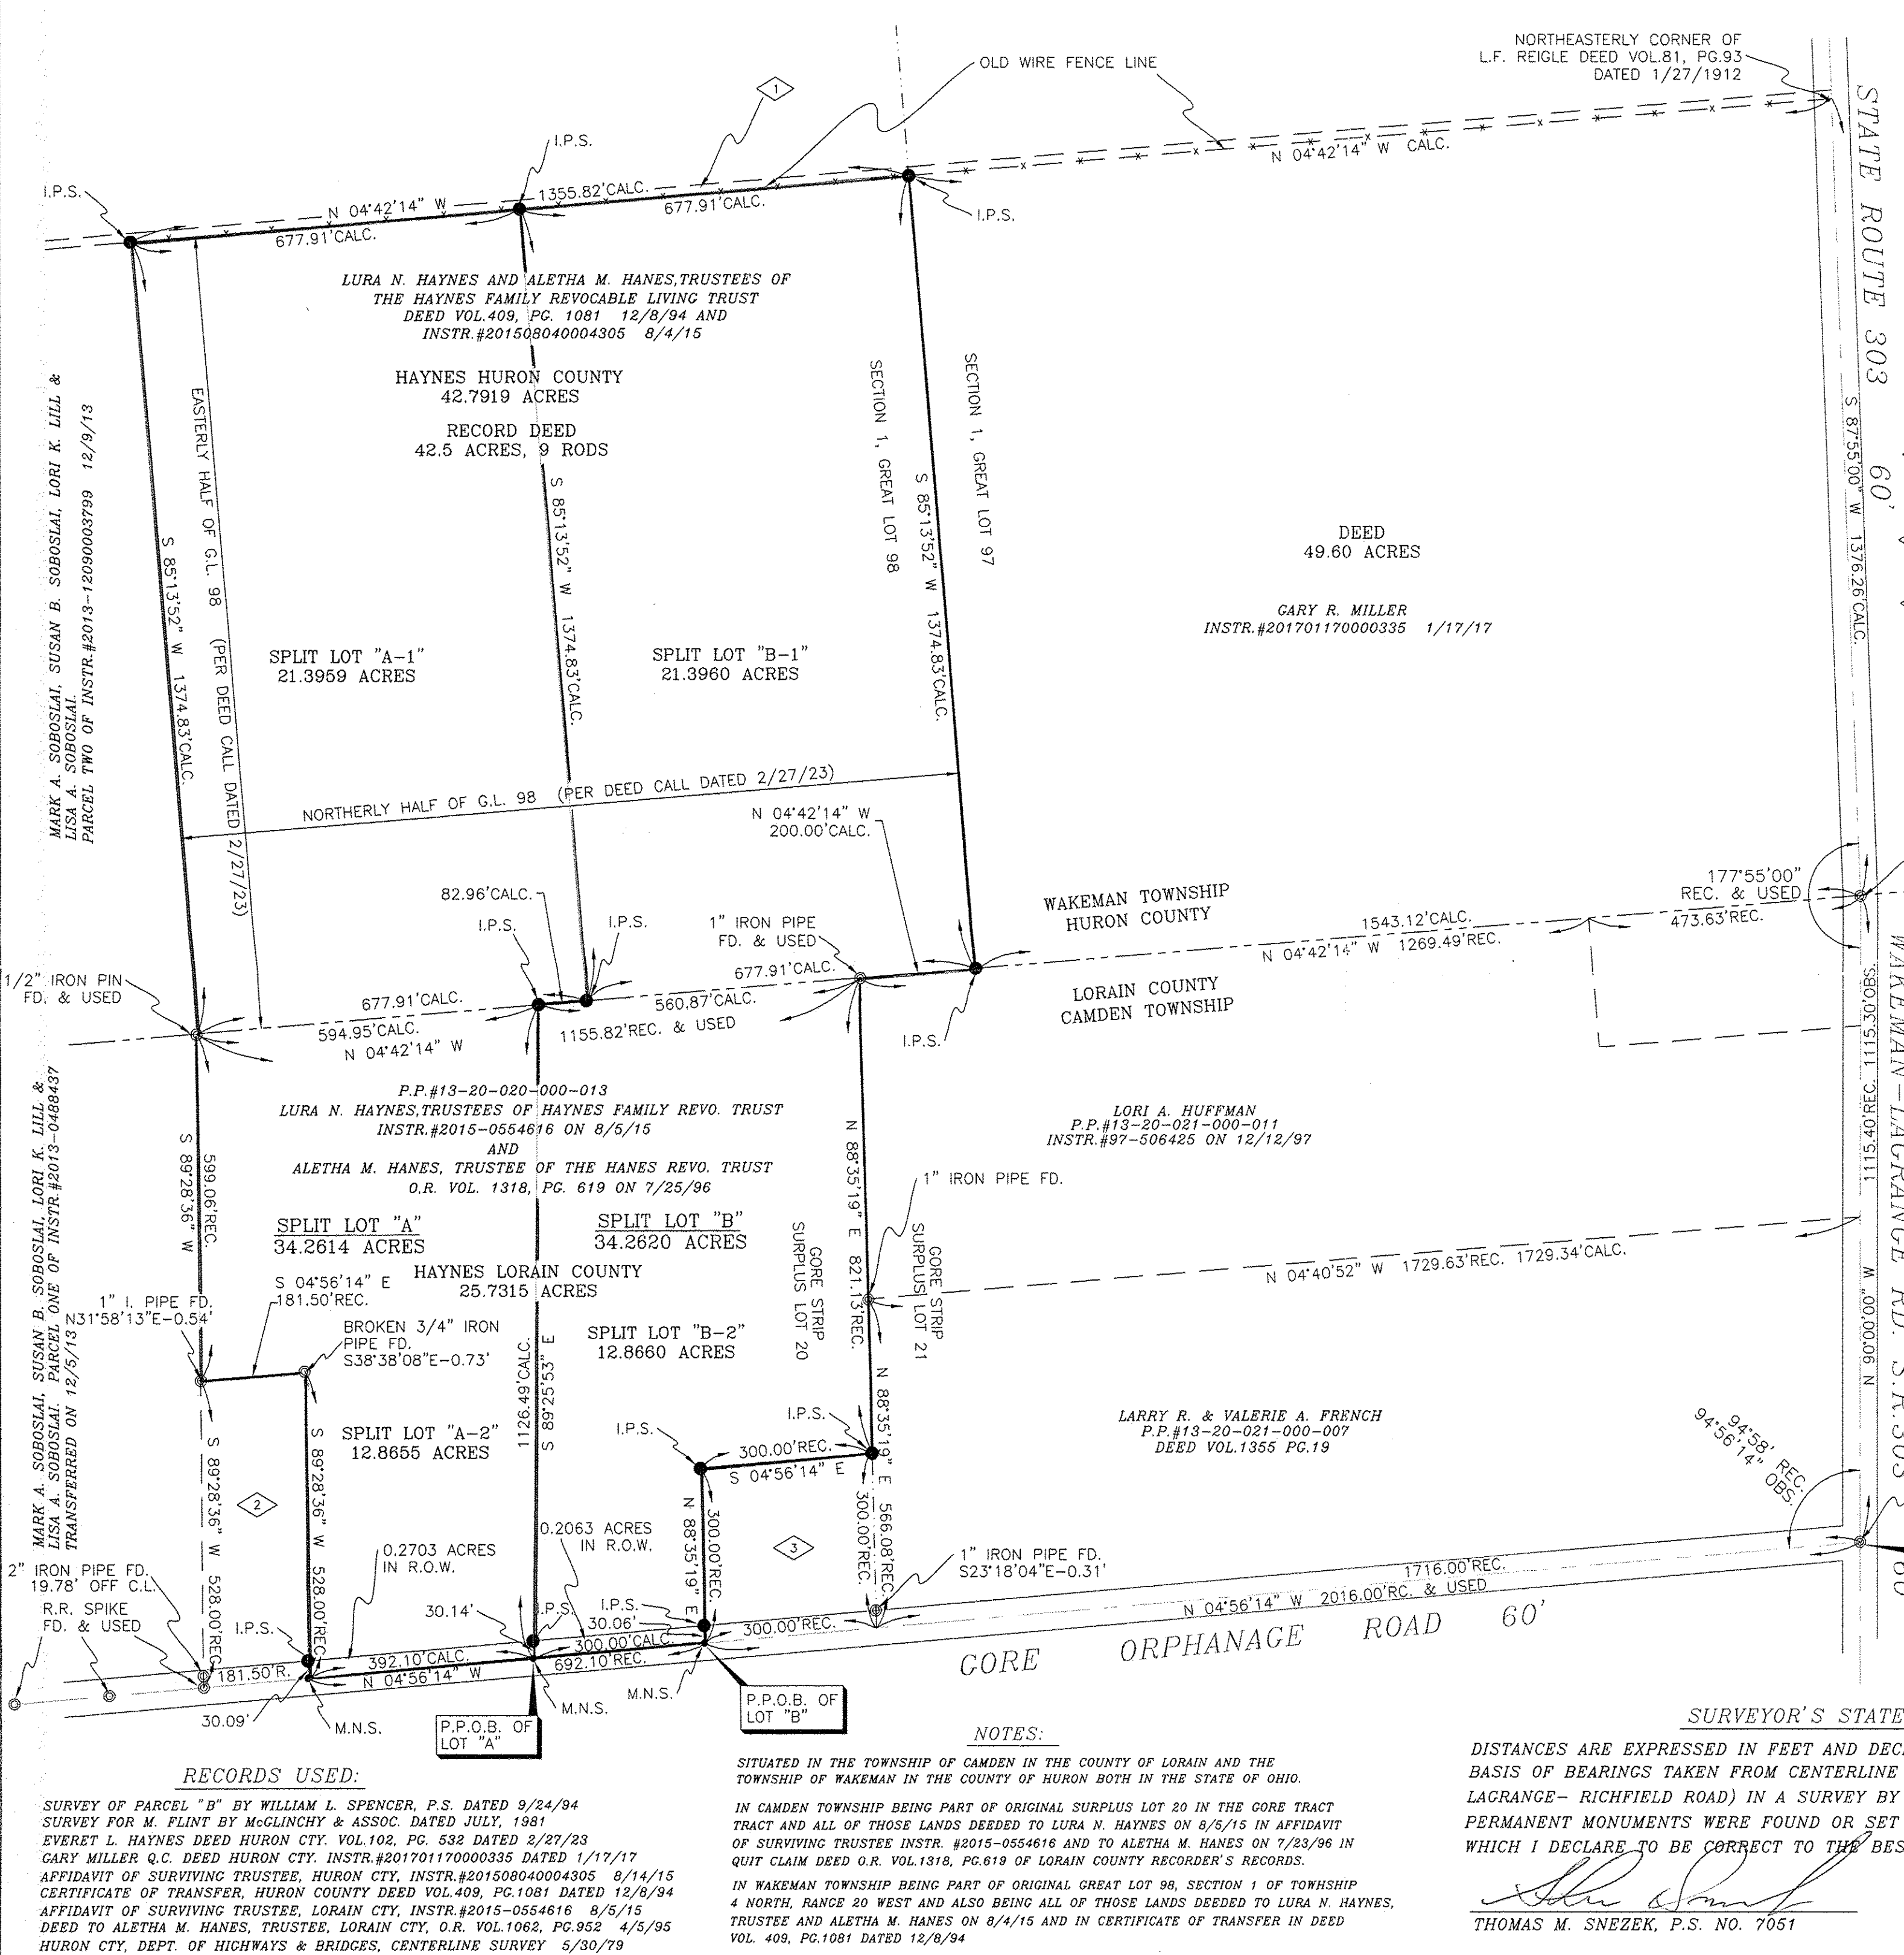 NORTHEASTERLY CORNER OF
L.F. REIGLE DEED VOL.81, PG.93
DATED 1/27/1912
OLD WIRE FENCE LINE
1
I.P.S.
I.P.S.
I.P.S.
N 04°42'14" W
1355.82'CALC.
677.91'CALC.
677.91'CALC.
N 04°42'14" W CALC.
STATE ROUTE 303 60'
S 87°55'00" W 1376.26'CALC.
LURA N. HAYNES AND ALETHA M. HANES,TRUSTEES OF
THE HAYNES FAMILY REVOCABLE LIVING TRUST
DEED VOL.409, PG. 1081 12/8/94 AND
INSTR.#201508040004305 8/4/15
HAYNES HURON COUNTY
42.7919 ACRES
RECORD DEED
42.5 ACRES, 9 RODS
MARK A. SOBOSLAI, SUSAN B. SOBOSLAI, LORI K. LILL &
LISA A. SOBOSLAI.
PARCEL TWO OF INSTR.#2013-12090003799 12/9/13
EASTERLY HALF OF G.L. 98 (PER DEED CALL DATED 2/27/23)
S 85°13'52" W 1374.83'CALC.
S 85°13'52" W 1374.83'CALC.
S 85°13'52" W 1374.83'CALC.
SECTION 1, GREAT LOT 98
SECTION 1, GREAT LOT 97
DEED
49.60 ACRES
GARY R. MILLER
INSTR.#201701170000335 1/17/17
SPLIT LOT "A-1"
21.3959 ACRES
SPLIT LOT "B-1"
21.3960 ACRES
NORTHERLY HALF OF G.L. 98 (PER DEED CALL DATED 2/27/23)
N 04°42'14" W
200.00'CALC.
82.96'CALC.
I.P.S.
I.P.S.
1" IRON PIPE
FD. & USED
WAKEMAN TOWNSHIP
HURON COUNTY
LORAIN COUNTY
CAMDEN TOWNSHIP
177°55'00"
REC. & USED
1543.12'CALC.
473.63'REC.
N 04°42'14" W 1269.49'REC.
1/2" IRON PIN
FD. & USED
677.91'CALC.
594.95'CALC.
N 04°42'14" W
677.91'CALC.
560.87'CALC.
1155.82'REC. & USED
I.P.S.
P.P.#13-20-020-000-013
LURA N. HAYNES,TRUSTEES OF HAYNES FAMILY REVO. TRUST
INSTR.#2015-0554616 ON 8/5/15
AND
ALETHA M. HANES, TRUSTEE OF THE HANES REVO. TRUST
O.R. VOL. 1318, PG. 619 ON 7/25/96
LORI A. HUFFMAN
P.P.#13-20-021-000-011
INSTR.#97-506425 ON 12/12/97
1115.40'REC. 1115.30'OBS.
N 90°00'00" W
WAKEMAN-LAGRANGE RD. S.R.303
60
MARK A. SOBOSLAI, SUSAN B. SOBOSLAI, LORI K. LILL &
LISA A. SOBOSLAI. PARCEL ONE OF INSTR.#2013-0488437
TRANSFERRED ON 12/5/13
S 89°28'36" W
599.06'REC.
N 88°35'19" E 821.13'REC.
1" IRON PIPE FD.
SPLIT LOT "A"
34.2614 ACRES
SPLIT LOT "B"
34.2620 ACRES
HAYNES LORAIN COUNTY
25.7315 ACRES
GORE STRIP
SURPLUS LOT 20
GORE STRIP
SURPLUS LOT 21
N 04°40'52" W 1729.63'REC. 1729.34'CALC.
S 04°56'14" E
181.50'REC.
1" I. PIPE FD.
N31°58'13"E-0.54'
BROKEN 3/4" IRON
PIPE FD.
S38°38'08"E-0.73'
1126.49'CALC.
S 89°25'53" E
SPLIT LOT "B-2"
12.8660 ACRES
SPLIT LOT "A-2"
12.8655 ACRES
I.P.S.
I.P.S.
300.00'REC.
S 04°56'14" E
N 88°35'19" E 566.08'REC.
300.00'REC.
LARRY R. & VALERIE A. FRENCH
P.P.#13-20-021-000-007
DEED VOL.1355 PG.19
94°58' REC.
94°56'14" OBS.
S 89°28'36" W 528.00'REC.
S 89°28'36" W 528.00'REC.
2
3
N 88°35'19" E
300.00'REC.
0.2703 ACRES
IN R.O.W.
0.2063 ACRES
IN R.O.W.
1" IRON PIPE FD.
S23°18'04"E-0.31'
2" IRON PIPE FD.
19.78' OFF C.L.
R.R. SPIKE
FD. & USED
I.P.S.
30.14'
I.P.S.
I.P.S.
30.06'
181.50'R.
392.10'CALC.
N 04°56'14" W
300.00'CALC.
692.10'REC.
300.00'REC.
1716.00'REC.
N 04°56'14" W 2016.00'RC. & USED
GORE ORPHANAGE ROAD 60'
30.09'
M.N.S.
M.N.S.
M.N.S.
P.P.O.B. OF
LOT "A"
P.P.O.B. OF
LOT "B"
RECORDS USED:
SURVEY OF PARCEL "B" BY WILLIAM L. SPENCER, P.S. DATED 9/24/94
SURVEY FOR M. FLINT BY McGLINCHY & ASSOC. DATED JULY, 1981
EVERET L. HAYNES DEED HURON CTY. VOL.102, PG. 532 DATED 2/27/23
GARY MILLER Q.C. DEED HURON CTY. INSTR.#201701170000335 DATED 1/17/17
AFFIDAVIT OF SURVIVING TRUSTEE, HURON CTY, INSTR.#201508040004305 8/14/15
CERTIFICATE OF TRANSFER, HURON COUNTY DEED VOL.409, PG.1081 DATED 12/8/94
AFFIDAVIT OF SURVIVING TRUSTEE, LORAIN CTY, INSTR.#2015-0554616 8/5/15
DEED TO ALETHA M. HANES, TRUSTEE, LORAIN CTY, O.R. VOL.1062, PG.952 4/5/95
HURON CTY, DEPT. OF HIGHWAYS & BRIDGES, CENTERLINE SURVEY 5/30/79
NOTES:
SITUATED IN THE TOWNSHIP OF CAMDEN IN THE COUNTY OF LORAIN AND THE
TOWNSHIP OF WAKEMAN IN THE COUNTY OF HURON BOTH IN THE STATE OF OHIO.
IN CAMDEN TOWNSHIP BEING PART OF ORIGINAL SURPLUS LOT 20 IN THE GORE TRACT
TRACT AND ALL OF THOSE LANDS DEEDED TO LURA N. HAYNES ON 8/5/15 IN AFFIDAVIT
OF SURVIVING TRUSTEE INSTR. #2015-0554616 AND TO ALETHA M. HANES ON 7/23/96 IN
QUIT CLAIM DEED O.R. VOL.1318, PG.619 OF LORAIN COUNTY RECORDER'S RECORDS.
IN WAKEMAN TOWNSHIP BEING PART OF ORIGINAL GREAT LOT 98, SECTION 1 OF TOWHSHIP
4 NORTH, RANGE 20 WEST AND ALSO BEING ALL OF THOSE LANDS DEEDED TO LURA N. HAYNES,
TRUSTEE AND ALETHA M. HANES ON 8/4/15 AND IN CERTIFICATE OF TRANSFER IN DEED
VOL. 409, PG.1081 DATED 12/8/94
SURVEYOR'S STATE
DISTANCES ARE EXPRESSED IN FEET AND DEC
BASIS OF BEARINGS TAKEN FROM CENTERLINE
LAGRANGE- RICHFIELD ROAD) IN A SURVEY BY
PERMANENT MONUMENTS WERE FOUND OR SET
WHICH I DECLARE TO BE CORRECT TO THE BES
THOMAS M. SNEZEK, P.S. NO. 7051